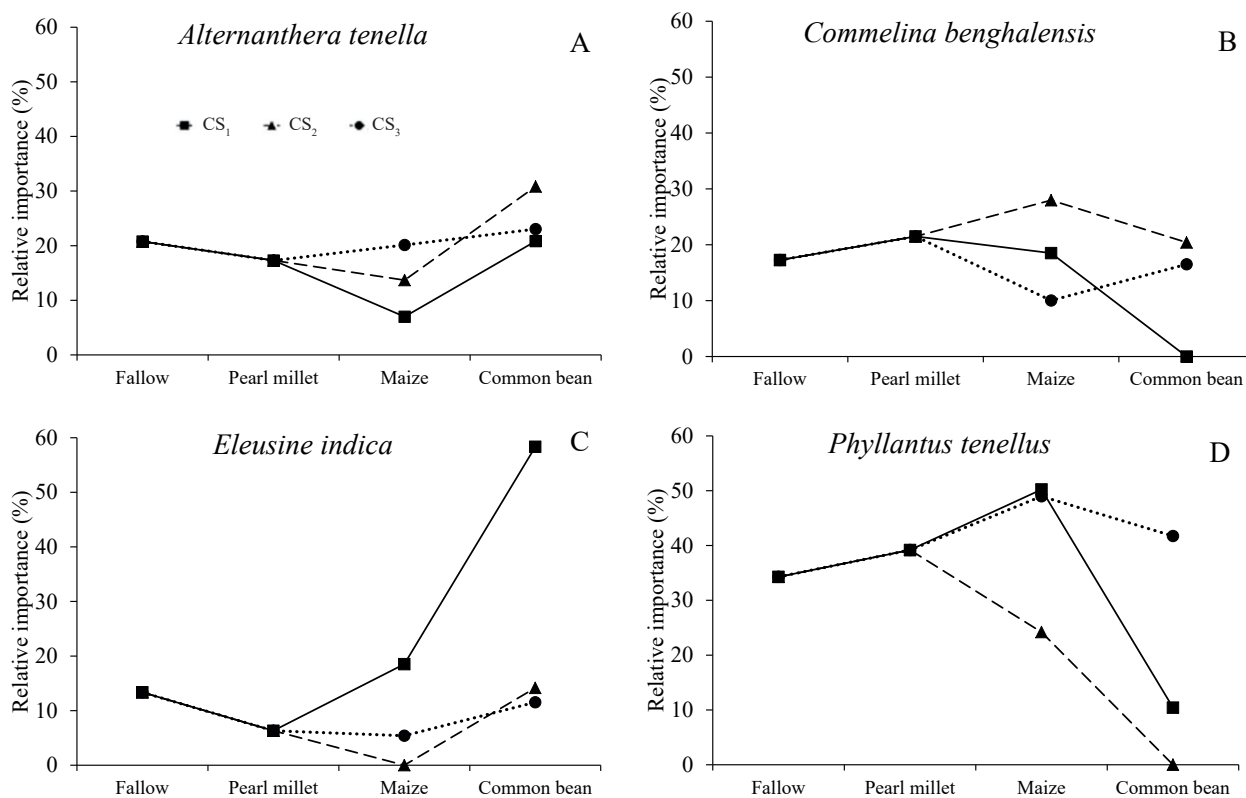 Alternanthera tenella
A
Relative importance (%)
60
50
40
30
20
10
0
CS1 CS2 CS3
Fallow Pearl millet Maize Common bean
Commelina benghalensis
B
Relative importance (%)
60
50
40
30
20
10
0
Fallow Pearl millet Maize Common bean
Eleusine indica
C
Relative importance (%)
60
50
40
30
20
10
0
Fallow Pearl millet Maize Common bean
Phyllantus tenellus
D
Relative importance (%)
60
50
40
30
20
10
0
Fallow Pearl millet Maize Common bean